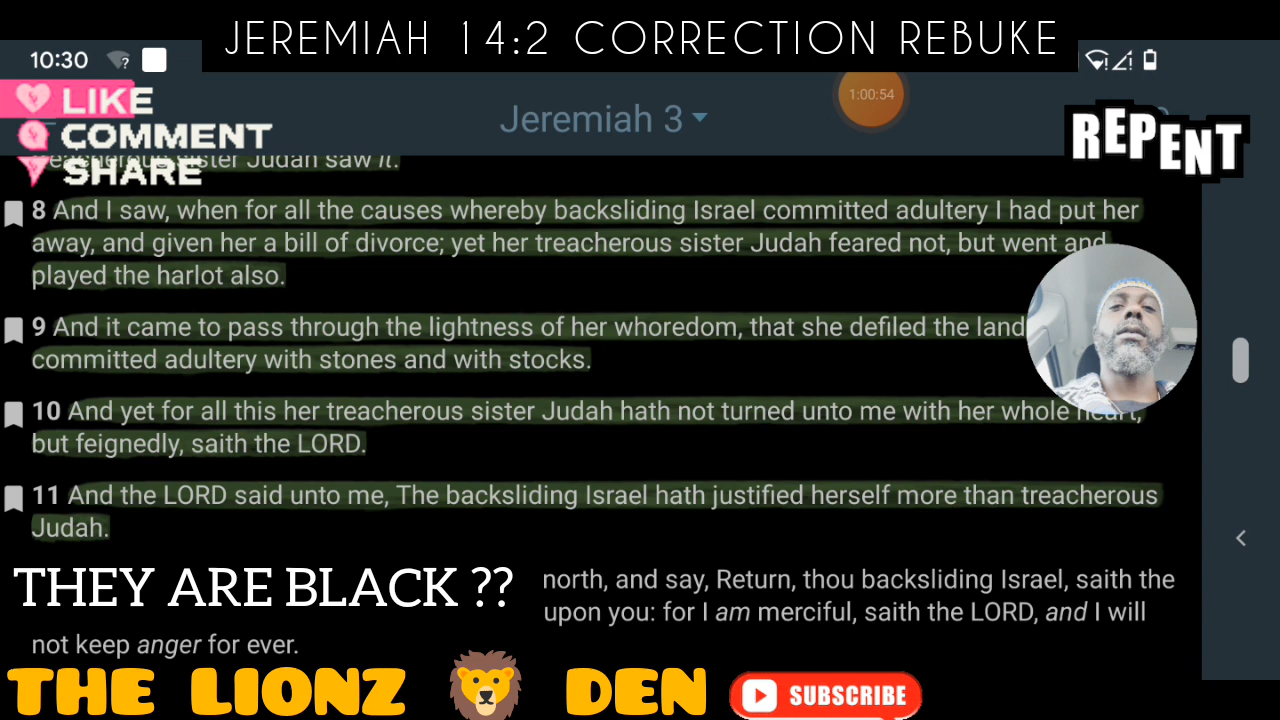 JEREMIAH 14:2 CORRECTION REBUKE
10:30
LIKE
COMMENT
SHARE
Jeremiah 3
1:00:54
REPENT
sister Judah saw it.
8 And I saw, when for all the causes whereby backsliding Israel committed adultery I had put her
away, and given her a bill of divorce; yet her treacherous sister Judah feared not, but went and
played the harlot also.
9 And it came to pass through the lightness of her whoredom, that she defiled the land
committed adultery with stones and with stocks.
10 And yet for all this her treacherous sister Judah hath not turned unto me with her whole heart,
but feignedly, saith the LORD.
11 And the LORD said unto me, The backsliding Israel hath justified herself more than treacherous
Judah.
THEY ARE BLACK ??
north, and say, Return, thou backsliding Israel, saith the
upon you: for I am merciful, saith the LORD, and I will
not keep anger for ever.
THE LIONZ DEN
SUBSCRIBE